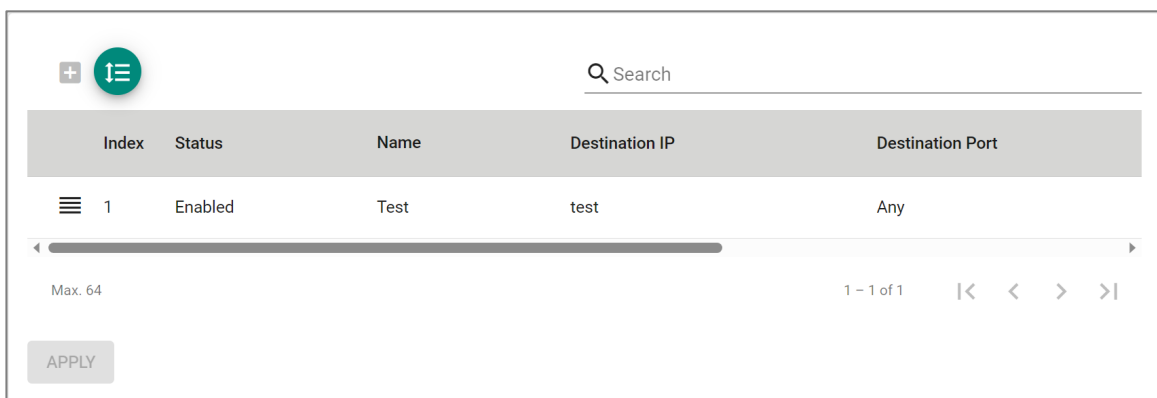 Search
Index Status Name Destination IP Destination Port
1 Enabled Test test Any
Max. 64 1 – 1 of 1
APPLY